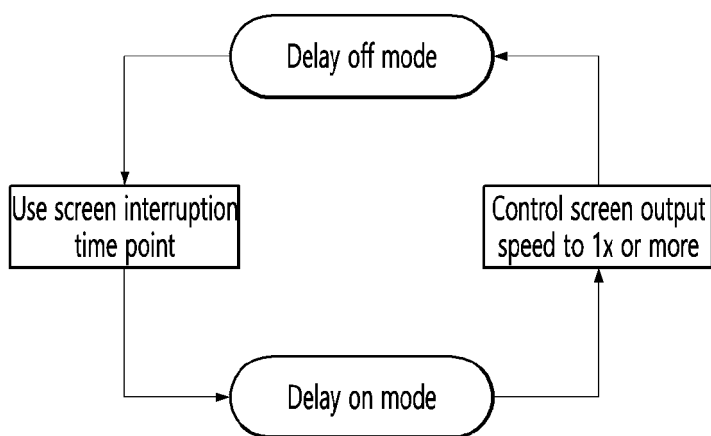 Delay off mode
Use screen interruption
time point
Control screen output
speed to 1x or more
Delay on mode